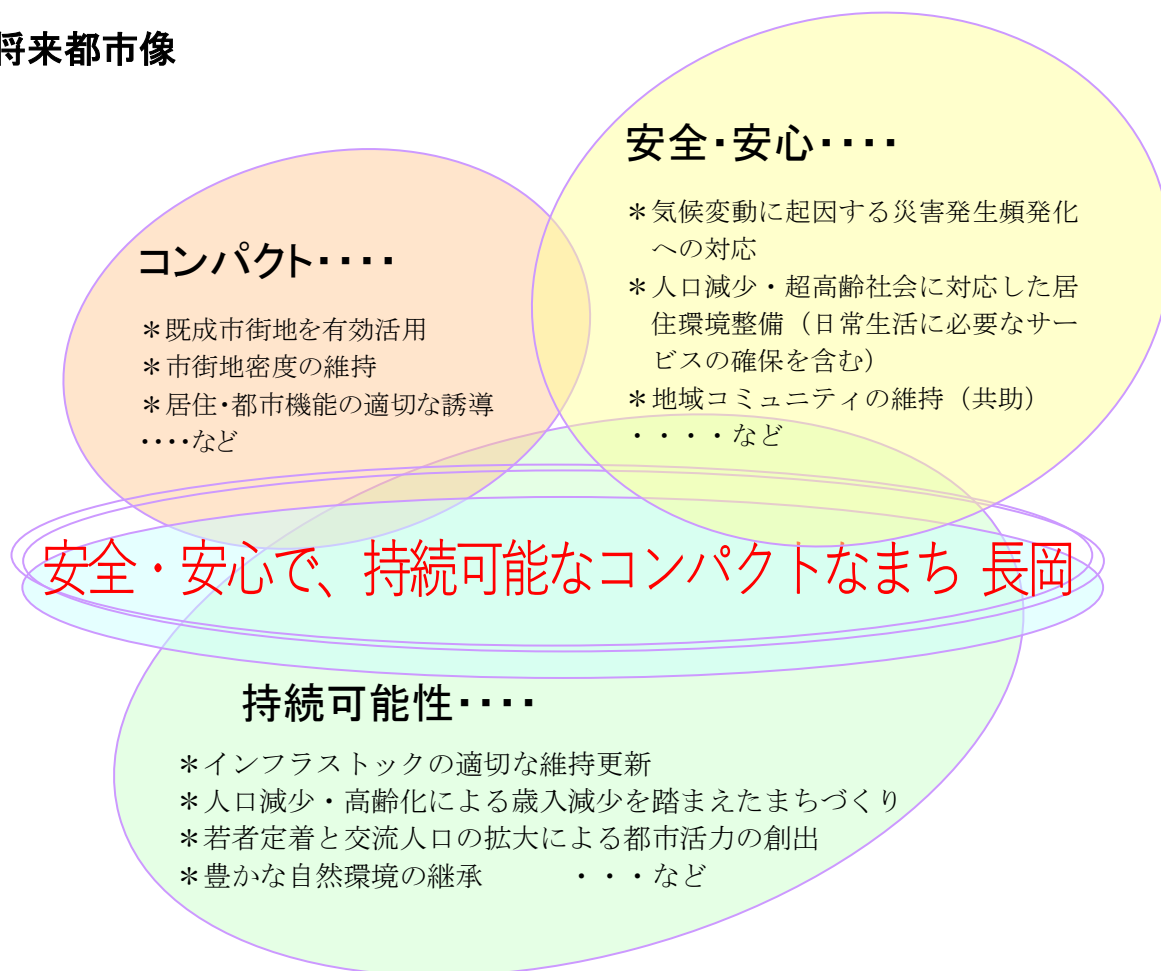 将来都市像
安全・安心・・・・
＊気候変動に起因する災害発生頻発化
への対応
＊人口減少・超高齢社会に対応した居
住環境整備（日常生活に必要なサー
ビスの確保を含む）
＊地域コミュニティの維持（共助）
・・・・など
コンパクト・・・・
＊既成市街地を有効活用
＊市街地密度の維持
＊居住・都市機能の適切な誘導
・・・・など
安全・安心で、持続可能なコンパクトなまち 長岡
持続可能性・・・・
＊インフラストックの適切な維持更新
＊人口減少・高齢化による歳入減少を踏まえたまちづくり
＊若者定着と交流人口の拡大による都市活力の創出
＊豊かな自然環境の継承　　　・・・など